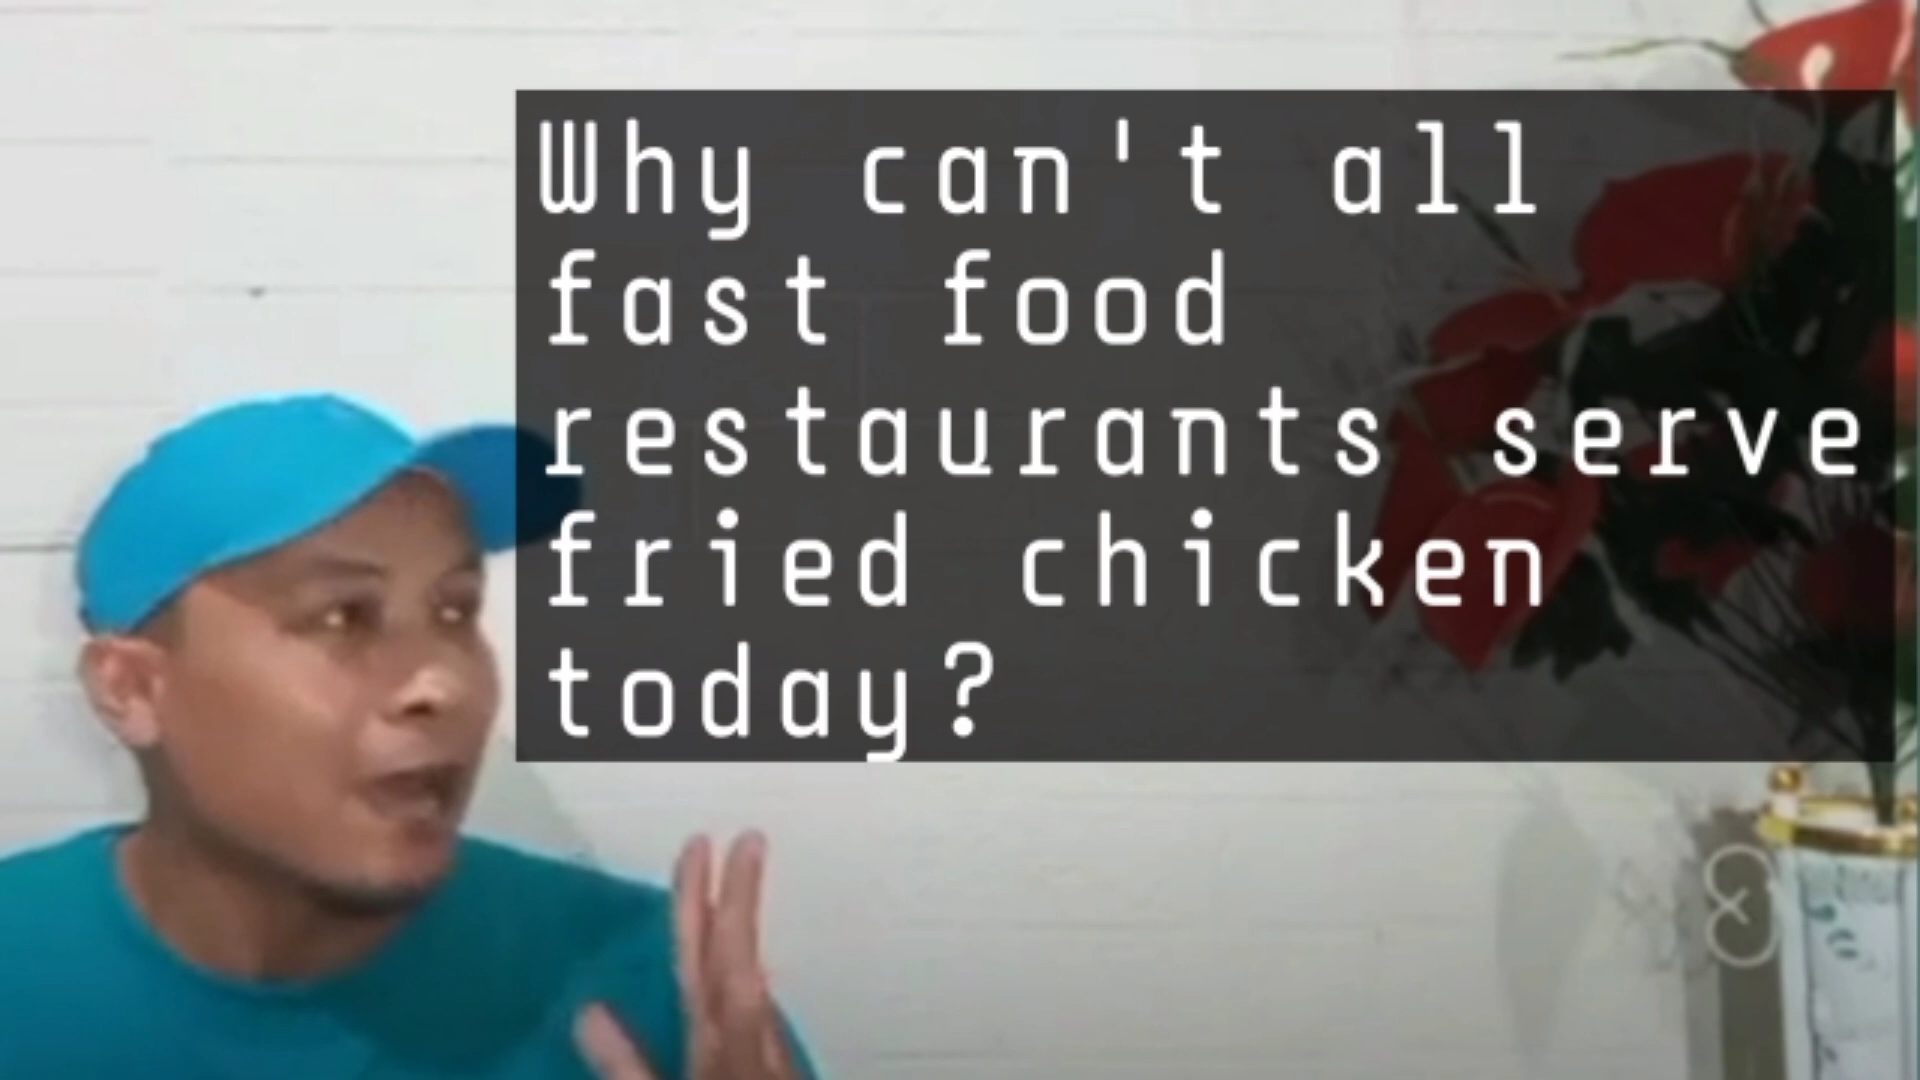 Why can't all
fast food
restaurants serve
fried chicken
today?